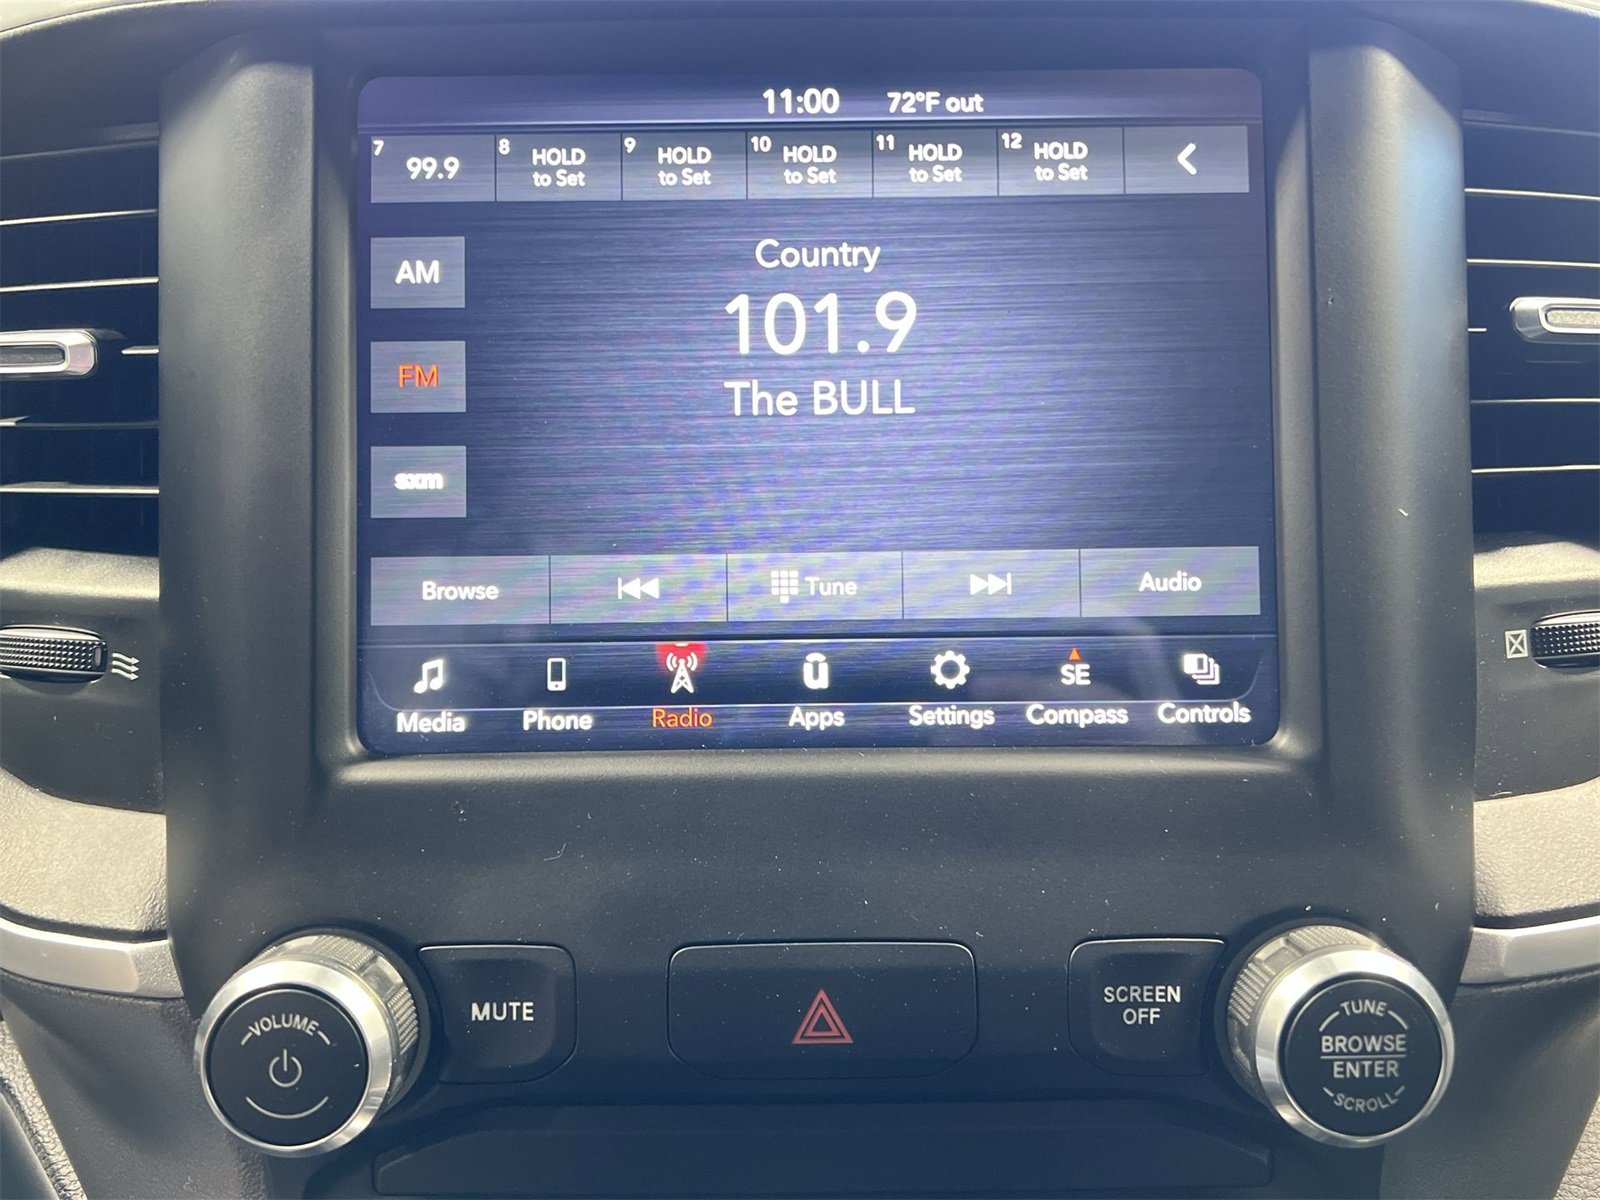 11:00 72°F out
7 99.9
8 HOLD
to Set
9 HOLD
to Set
10 HOLD
to Set
11 HOLD
to Set
12 HOLD
to Set
AM
FM
sxm
Country
101.9
The BULL
Browse
Tune
Audio
SE
Media Phone Radio Apps Settings Compass Controls
VOLUME
MUTE
SCREEN
OFF
TUNE
BROWSE
ENTER
SCROLL